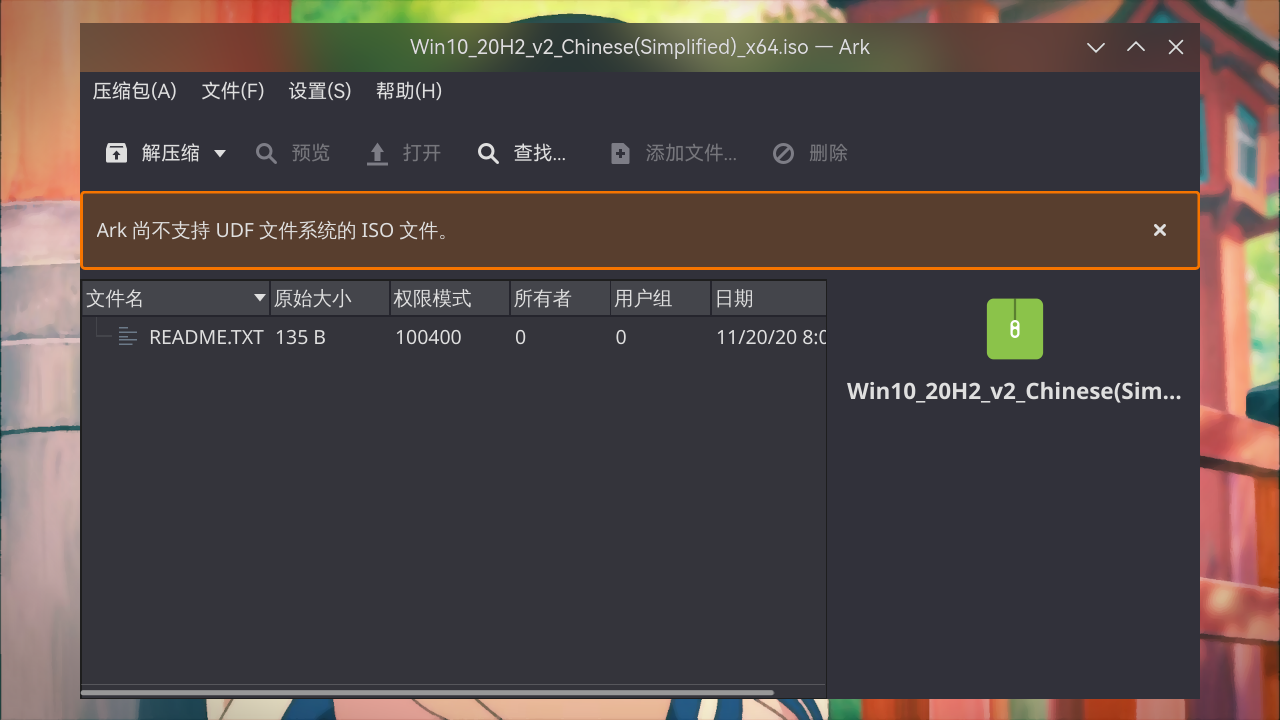 Win10_20H2_v2_Chinese(Simplified)_x64.iso — Ark
压缩包(A) 文件(F) 设置(S) 帮助(H)
解压缩 预览 打开 查找... 添加文件... 删除
Ark 尚不支持 UDF 文件系统的 ISO 文件。
文件名 原始大小 权限模式 所有者 用户组 日期
README.TXT 135 B 100400 0 0 11/20/20 8:0
Win10_20H2_v2_Chinese(Sim...